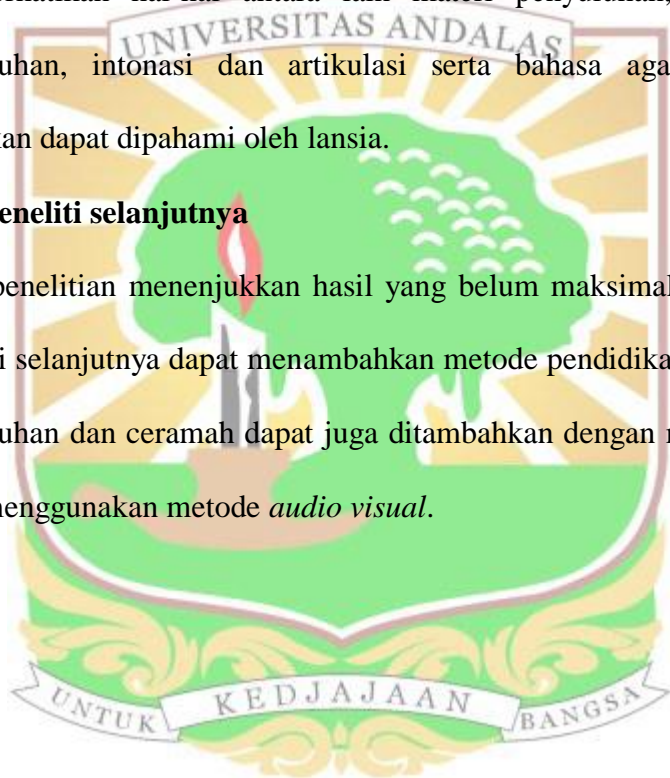 UNIVERSITAS ANDALAS
uhan, intonasi dan artikulasi serta bahasa aga
kan dapat dipahami oleh lansia.
eneliti selanjutnya
penelitian menenjukkan hasil yang belum maksimal
i selanjutnya dapat menambahkan metode pendidika
uhan dan ceramah dapat juga ditambahkan dengan
menggunakan metode audio visual.
UNTUK KEDJAJAAN BANGSA